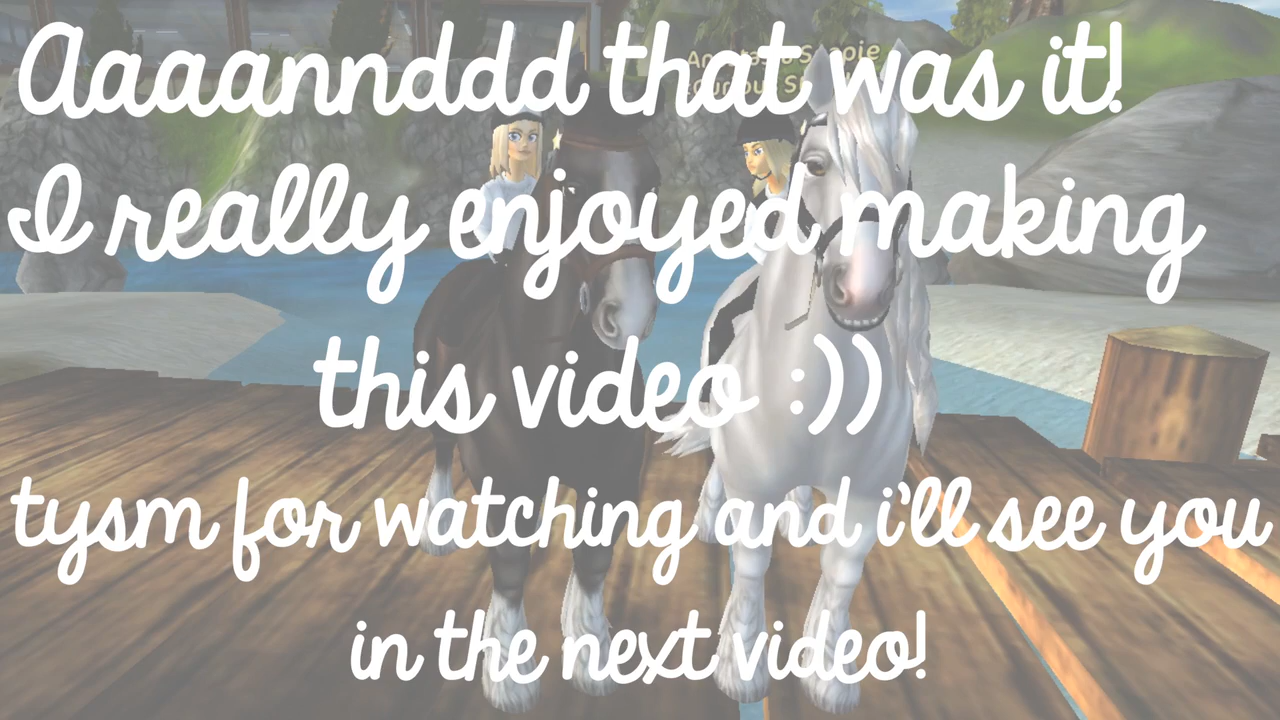 Aaaannddd that was it!
I really enjoyed making
this video :))
tysm for watching and i'll see you
in the next video!